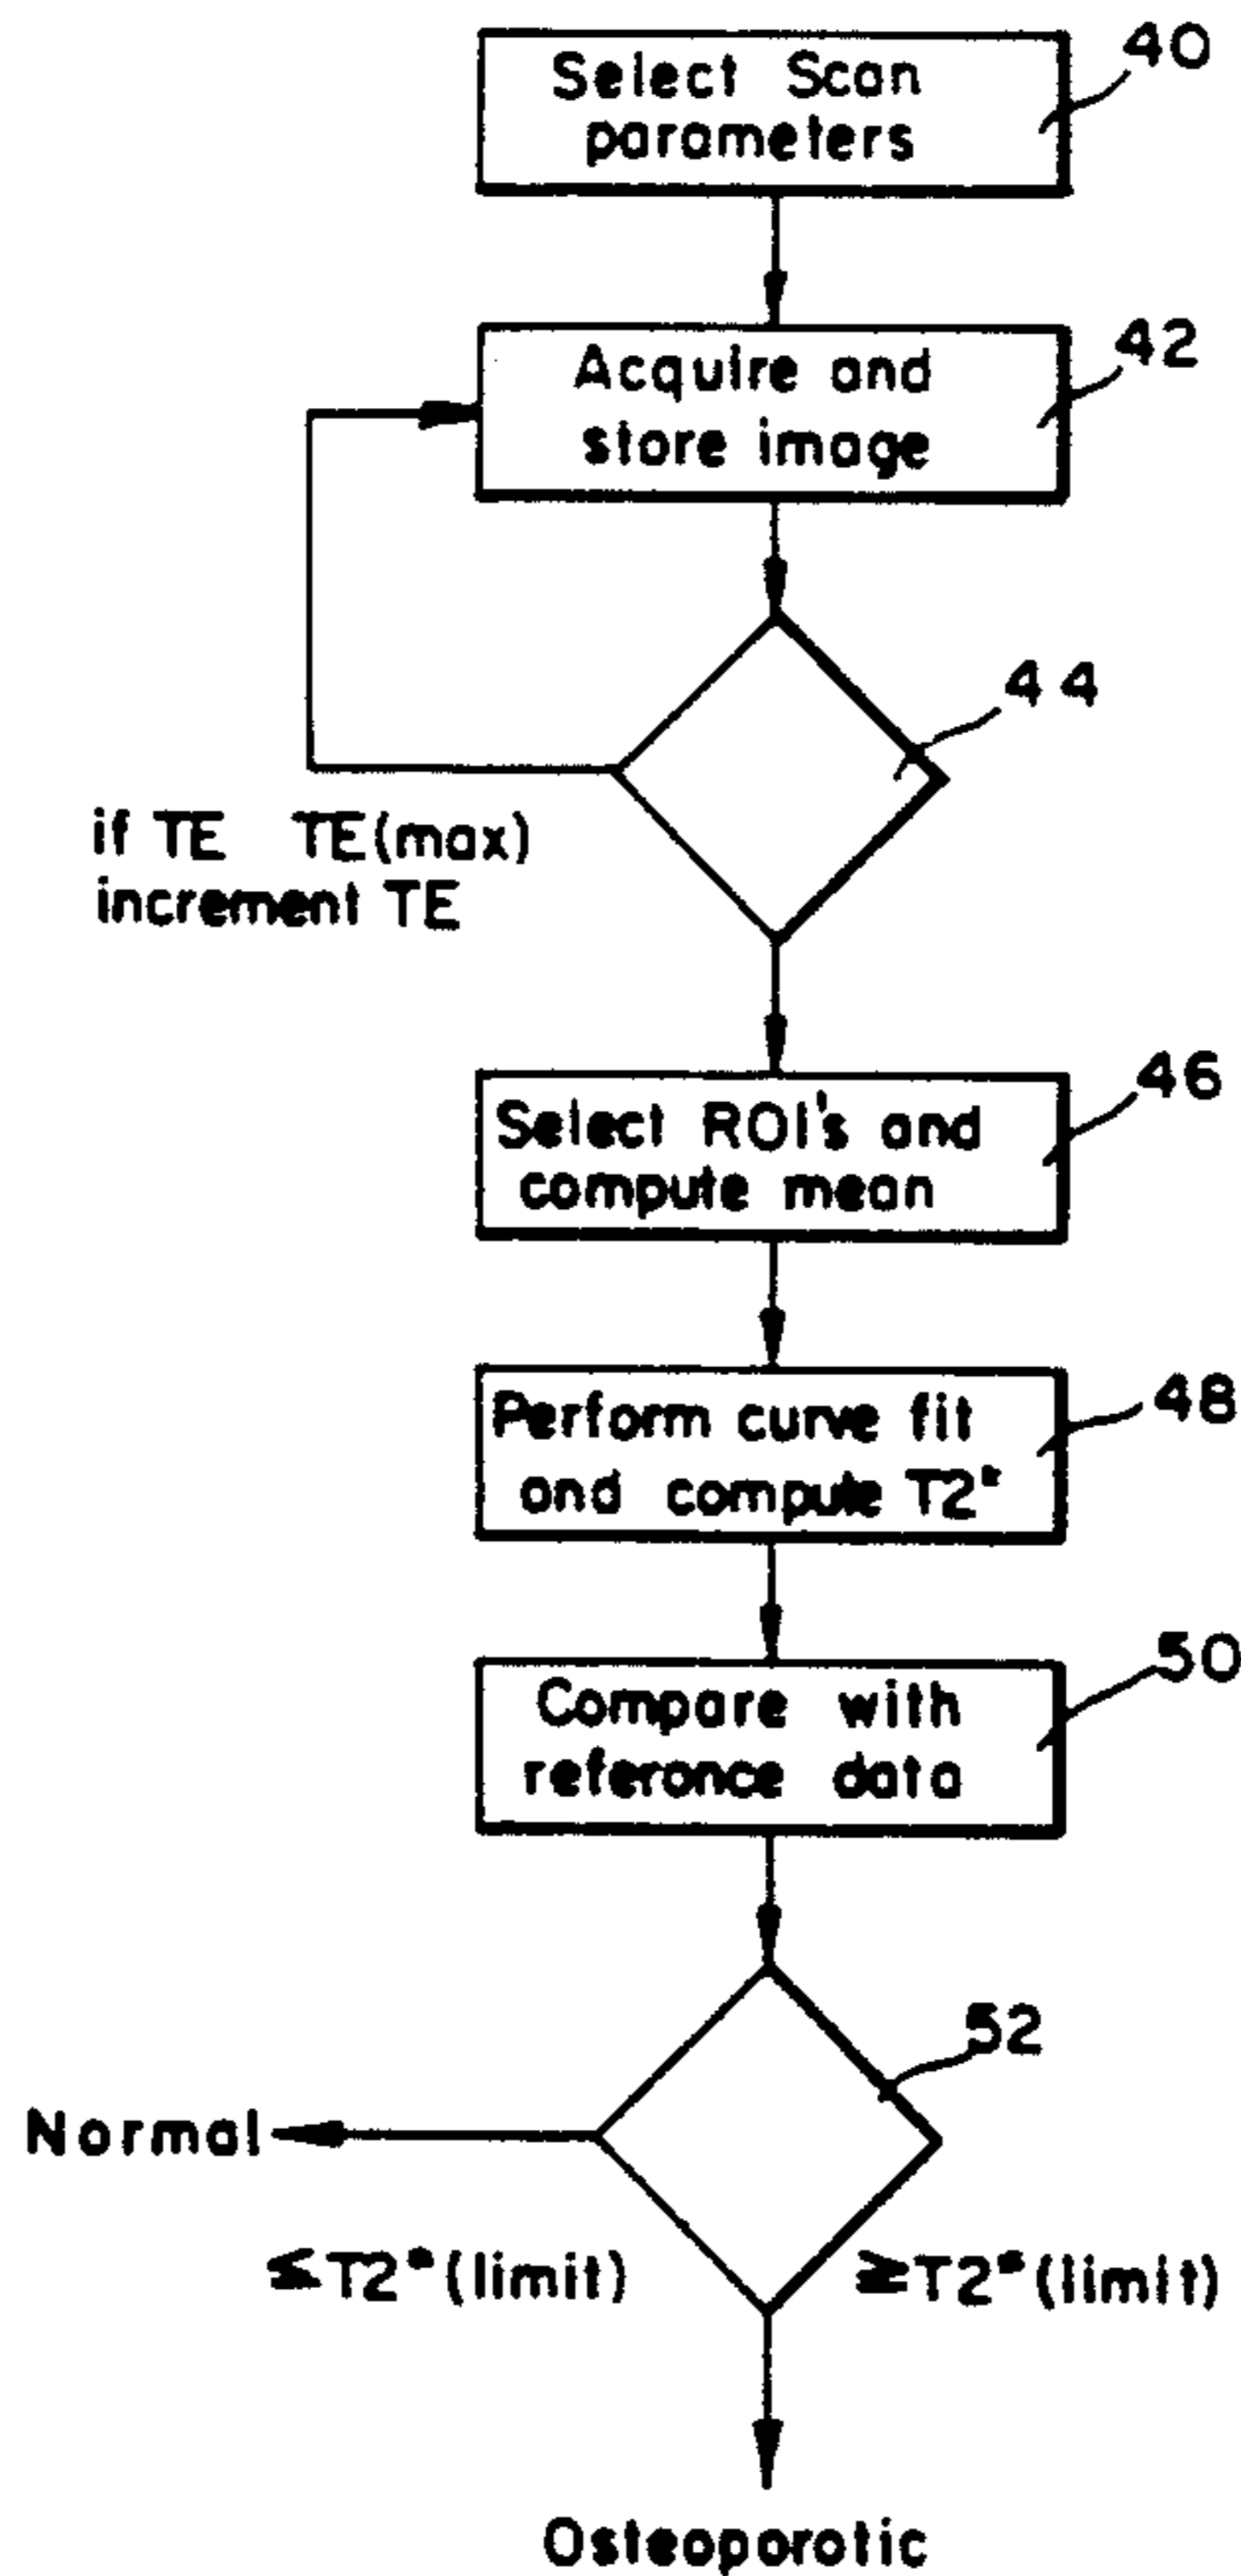 40
Select Scan
parameters
42
Acquire and
store image
44
if TE TE(max)
increment TE
46
Select ROI's and
compute mean
48
Perform curve fit
and compute T2*
50
Compare with
referonce data
52
Normal
≤T2*(limit) ≥T2*(limit)
Osteoporotic